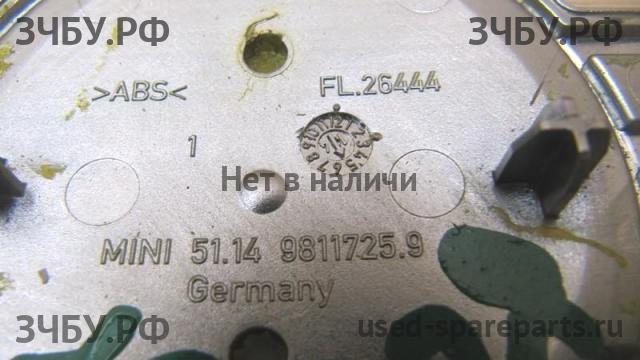 ЗЧБУ.РФ ЗЧБУ.РФ
>ABS< FL.26444
1
Нет в наличи
MINI 51.14 9811725.9
Germany
ЗЧБУ.РФ used-spareparts.ru